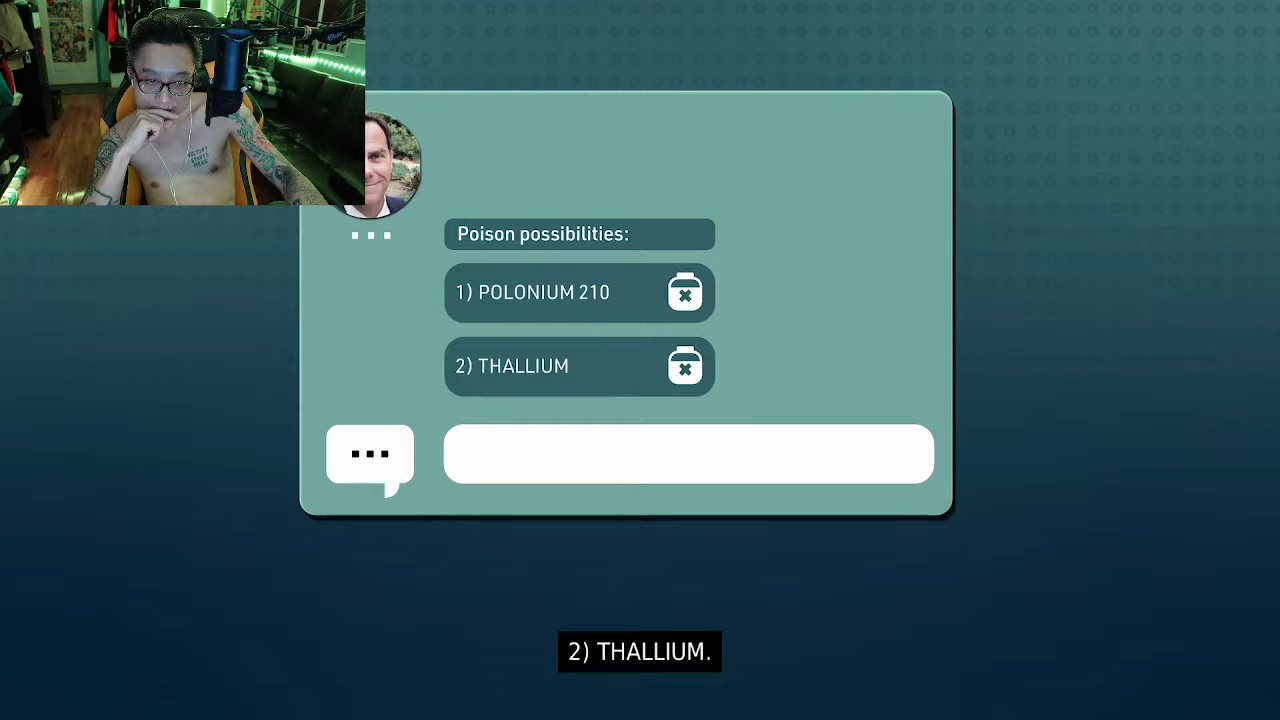 Poison possibilities:
1) POLONIUM 210
2) THALLIUM
2) THALLIUM.